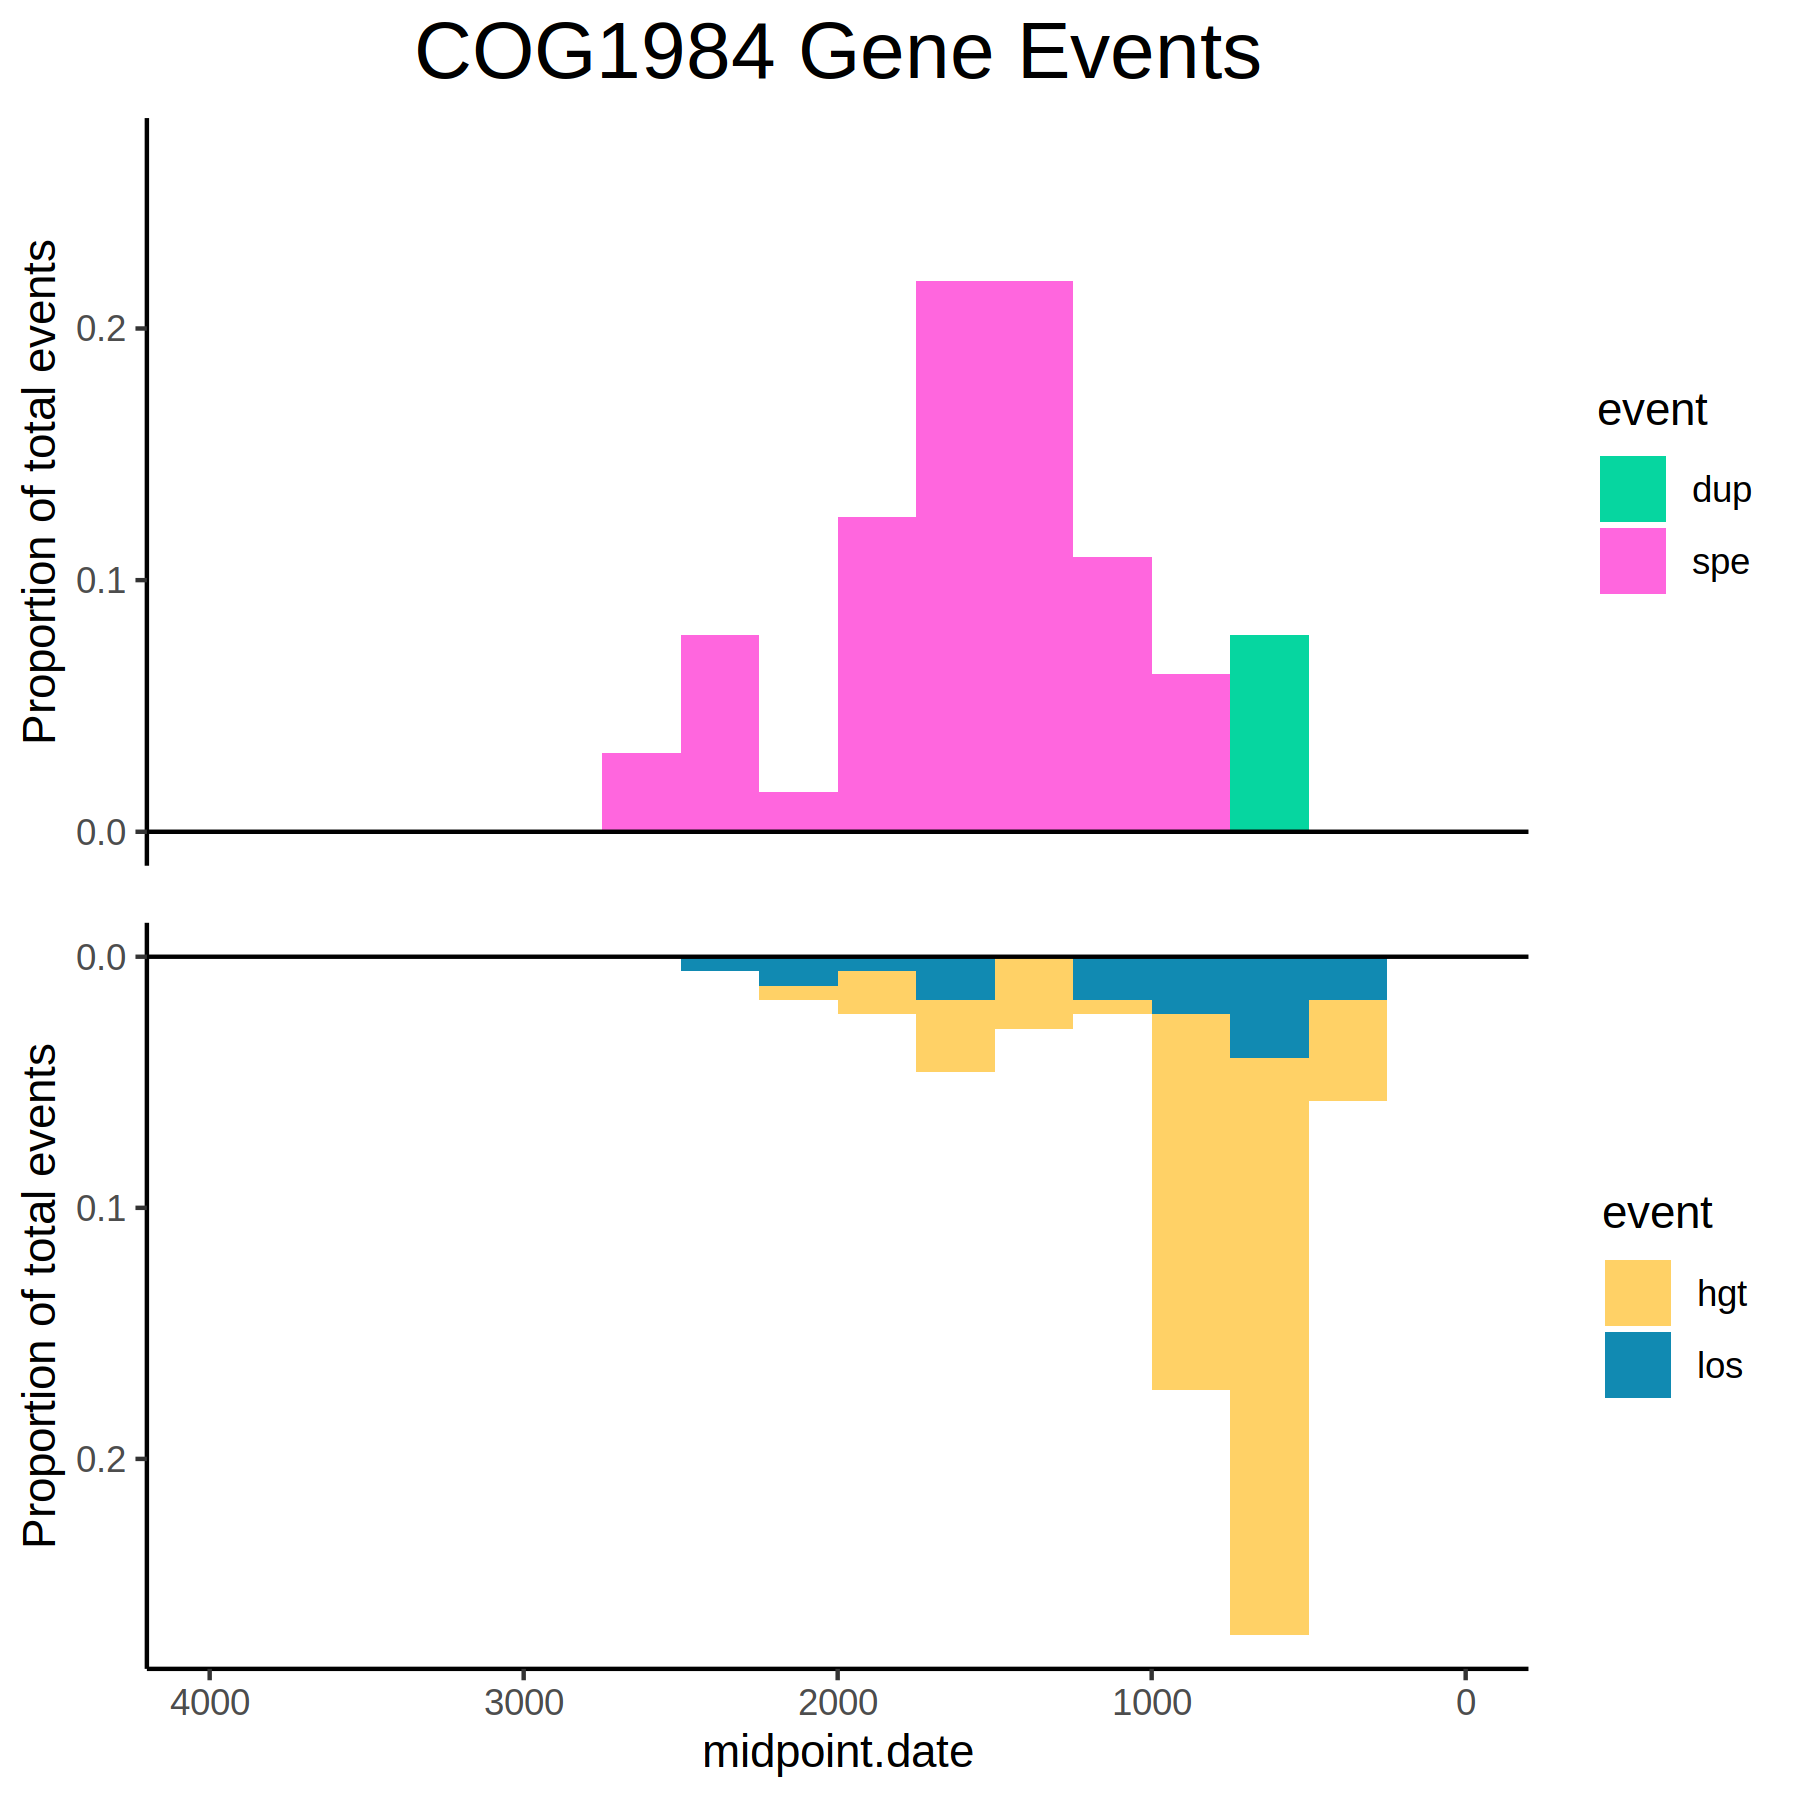 COG1984 Gene Events
Proportion of total events
0.2
0.1
0.0
event
dup
spe
Proportion of total events
0.0
0.1
0.2
event
hgt
los
4000 3000 2000 1000 0
midpoint.date